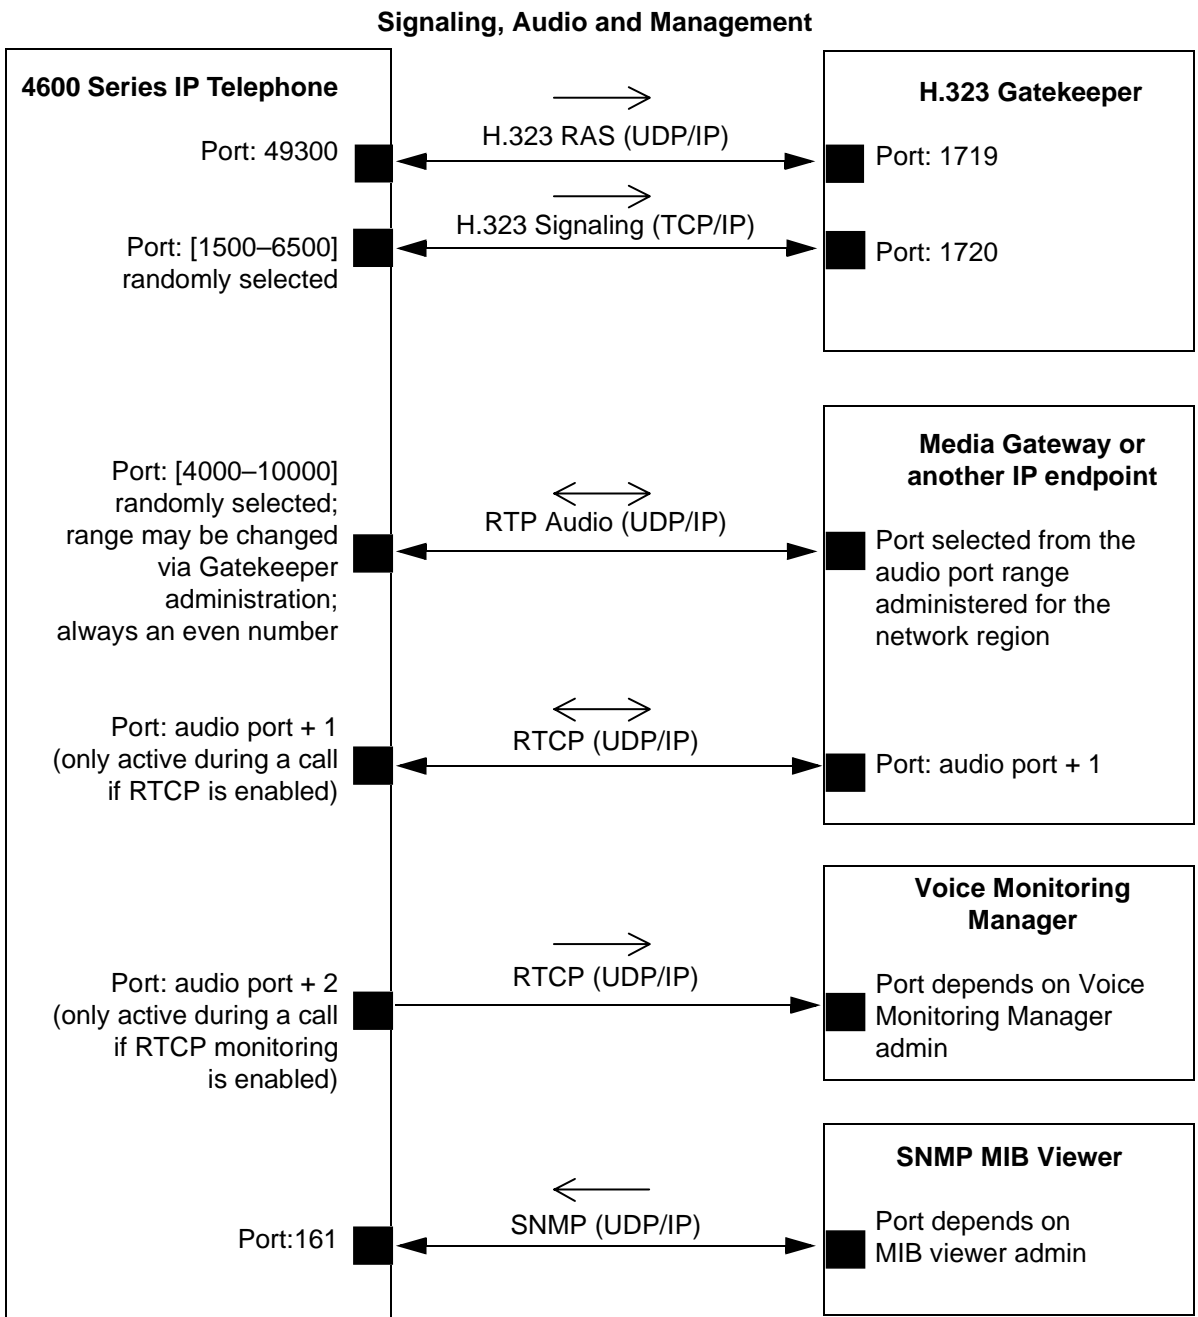 Signaling, Audio and Management
4600 Series IP Telephone
H.323 Gatekeeper
Port: 49300
H.323 RAS (UDP/IP)
Port: 1719
Port: [1500–6500]
randomly selected
H.323 Signaling (TCP/IP)
Port: 1720
Media Gateway or
another IP endpoint
Port: [4000–10000]
randomly selected;
range may be changed
via Gatekeeper
administration;
always an even number
RTP Audio (UDP/IP)
Port selected from the
audio port range
administered for the
network region
Port: audio port + 1
(only active during a call
if RTCP is enabled)
RTCP (UDP/IP)
Port: audio port + 1
Voice Monitoring
Manager
Port: audio port + 2
(only active during a call
if RTCP monitoring
is enabled)
RTCP (UDP/IP)
Port depends on Voice
Monitoring Manager
admin
SNMP MIB Viewer
Port:161
SNMP (UDP/IP)
Port depends on
MIB viewer admin